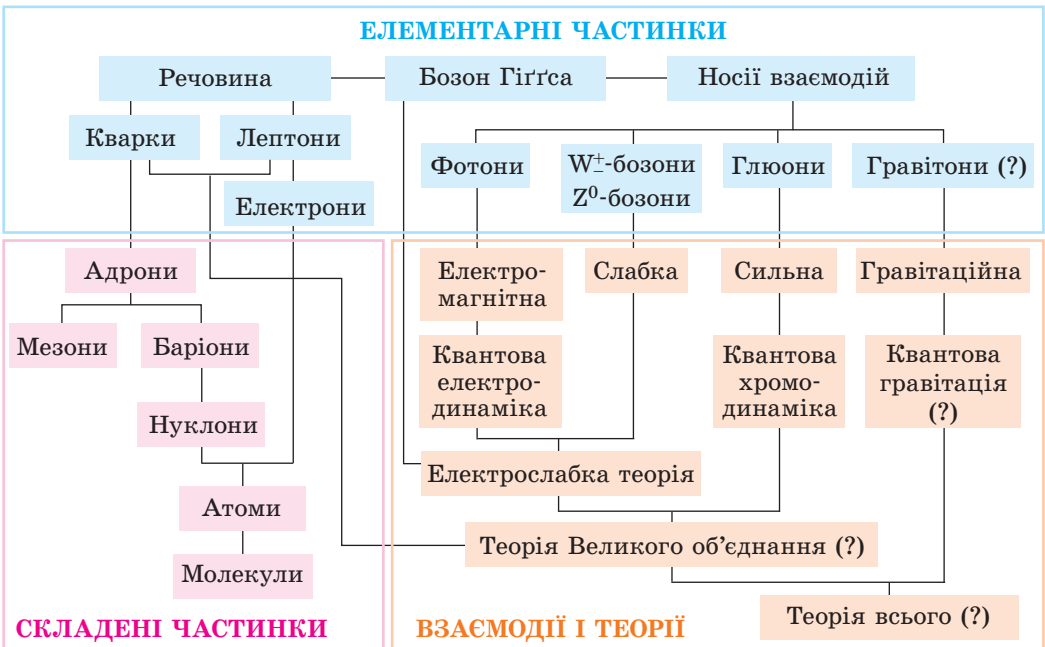 ЕЛЕМЕНТАРНІ ЧАСТИНКИ
Речовина
Бозон Гіґґса
Носії взаємодій
Кварки
Лептони
Електрони
Фотони
W±-бозони
Z⁰-бозони
Глюони
Гравітони (?)
Адрони
Мезони
Баріони
Нуклони
Атоми
Молекули
СКЛАДЕНІ ЧАСТИНКИ
Електро-
магнітна
Слабка
Сильна
Гравітаційна
Квантова
електро-
динаміка
Квантова
хромо-
динаміка
Квантова
гравітація
(?)
Електрослабка теорія
Теорія Великого об’єднання (?)
Теорія всього (?)
ВЗАЄМОДІЇ І ТЕОРІЇ